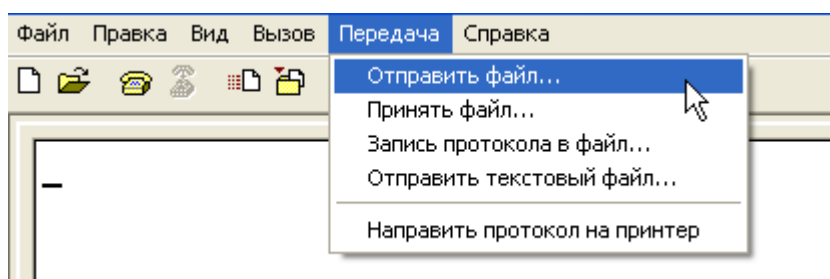 Файл Правка Вид Вызов Передача Справка
Отправить файл...
Принять файл...
Запись протокола в файл...
Отправить текстовый файл...
Направить протокол на принтер